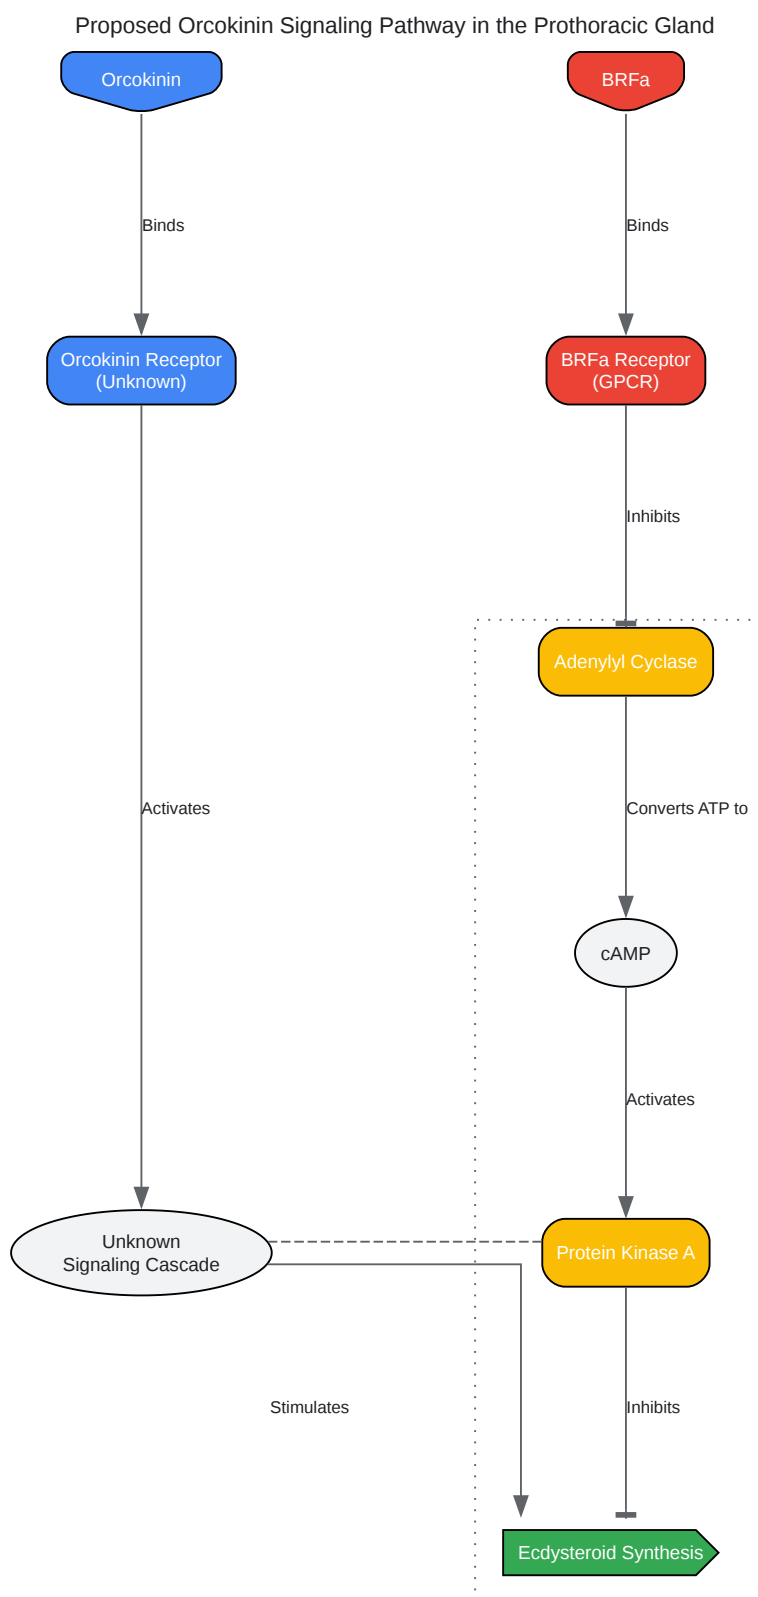 Proposed Orcokinin Signaling Pathway in the Prothoracic Gland
Orcokinin
BRFa
Binds
Binds
Orcokinin Receptor
(Unknown)
BRFa Receptor
(GPCR)
Inhibits
Adenylyl Cyclase
Activates
Converts ATP to
cAMP
Activates
Unknown
Signaling Cascade
Protein Kinase A
Stimulates
Inhibits
Ecdysteroid Synthesis